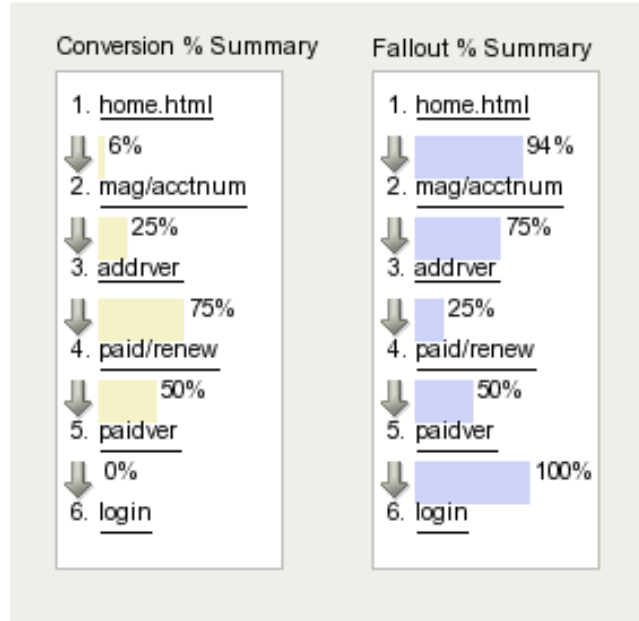 Conversion % Summary
1. home.html
6%
2. mag/acctnum
25%
3. addrver
75%
4. paid/renew
50%
5. paidver
0%
6. login
Fallout % Summary
1. home.html
94%
2. mag/acctnum
75%
3. addrver
25%
4. paid/renew
50%
5. paidver
100%
6. login